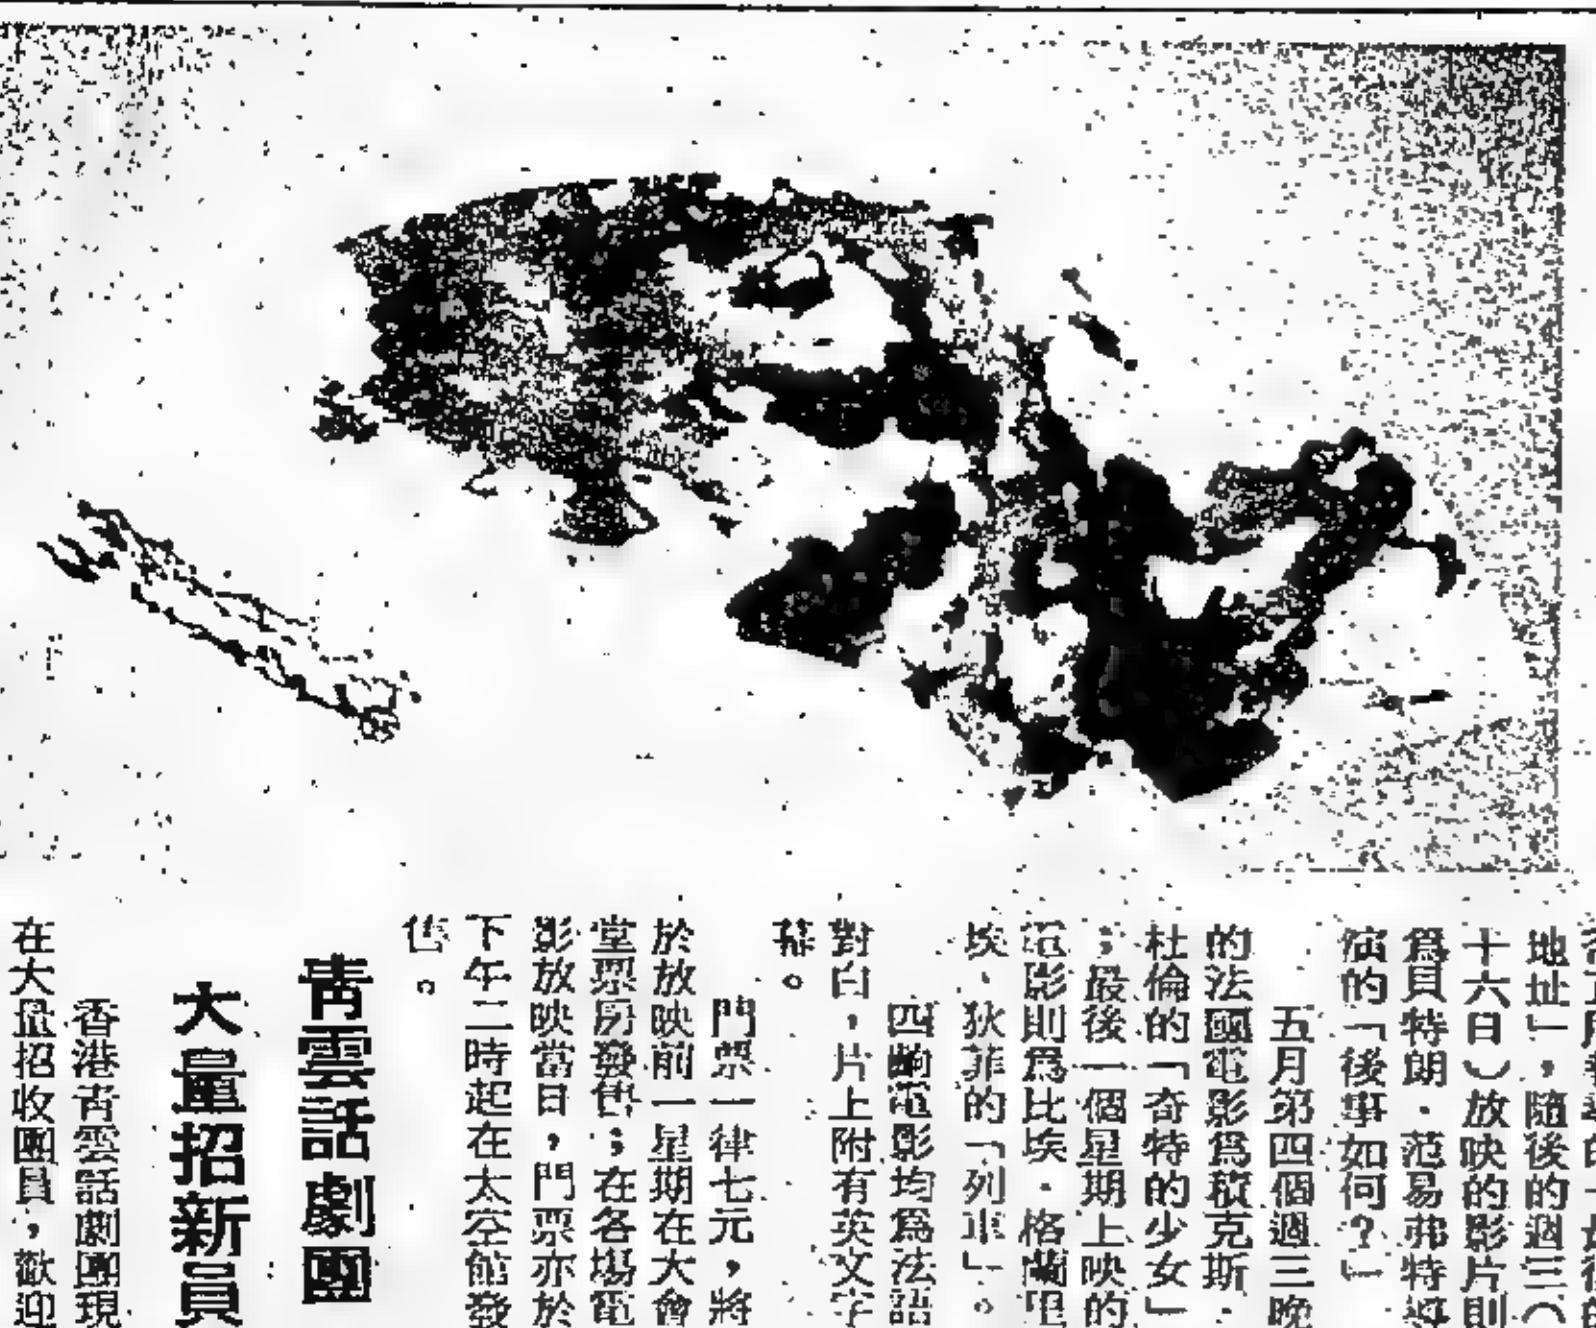 最後的
地址」，隨後的週三（
十六日）放映的影片則
爲貝特朗．范易弗特導
演的「後事如何？」
五月第四個週三晚
的法國電影爲積克斯．
杜倫的「奇特的少女」
；最後一個星期上映的
電影則爲比埃．格蘭里
埃．狄菲的「列車」。
四齣電影均爲法語
對白，片上附有英文字
幕。
門票一律七元，將
於放映前一星期在大會
堂票房發售；在各場電
影放映當日，門票亦於
下午二時起在太空館發
售。
青雲話劇團
大量招新員
香港青雲話劇團現
在大量招收團員，歡迎